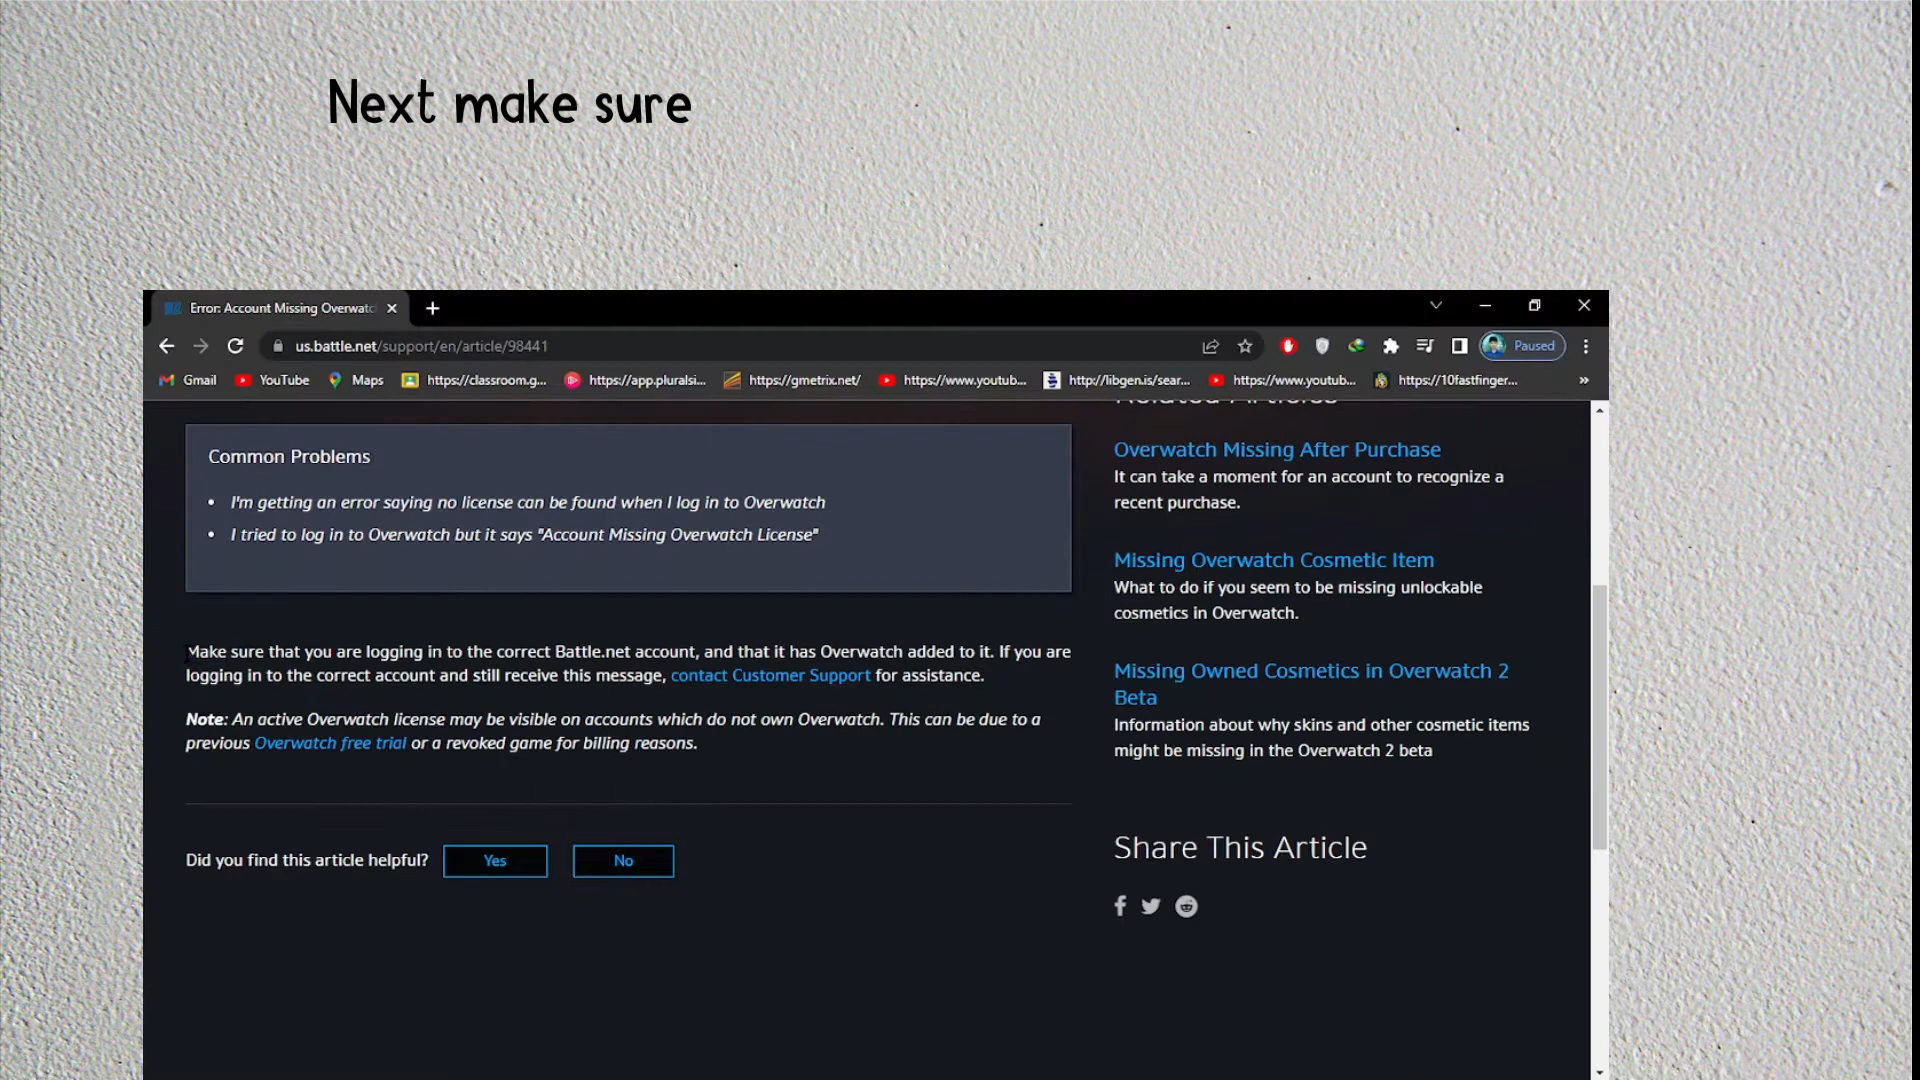 Next make sure
Error: Account Missing Overwatc
us.battle.net/support/en/article/98441
Paused
Gmail
YouTube
Maps
https://classroom.g...
https://app.pluralsi...
https://gmetrix.net/
https://www.youtub...
http://libgen.is/sear...
https://www.youtub...
https://10fastfinger...
»
Common Problems
• I'm getting an error saying no license can be found when I log in to Overwatch
• I tried to log in to Overwatch but it says "Account Missing Overwatch License"
Make sure that you are logging in to the correct Battle.net account, and that it has Overwatch added to it. If you are
logging in to the correct account and still receive this message, contact Customer Support for assistance.
Note: An active Overwatch license may be visible on accounts which do not own Overwatch. This can be due to a
previous Overwatch free trial or a revoked game for billing reasons.
Did you find this article helpful?
Yes
No
Related Articles
Overwatch Missing After Purchase
It can take a moment for an account to recognize a
recent purchase.
Missing Overwatch Cosmetic Item
What to do if you seem to be missing unlockable
cosmetics in Overwatch.
Missing Owned Cosmetics in Overwatch 2
Beta
Information about why skins and other cosmetic items
might be missing in the Overwatch 2 beta
Share This Article